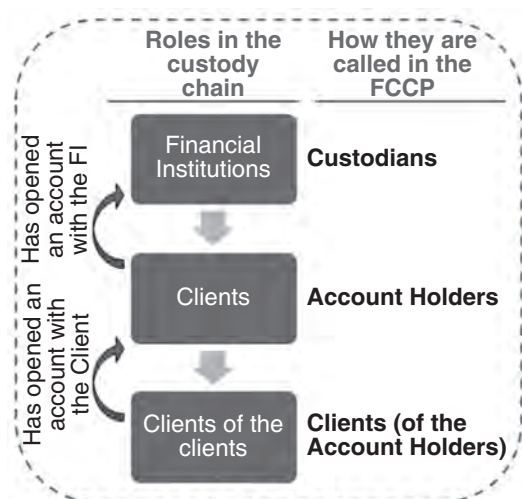 Roles in the
custody
chain
How they are
called in the
FCCP
Has opened
an account
with the FI
Financial
Institutions
Custodians
Clients
Account Holders
Has opened an
account with
the Client
Clients of the
clients
Clients (of the
Account Holders)